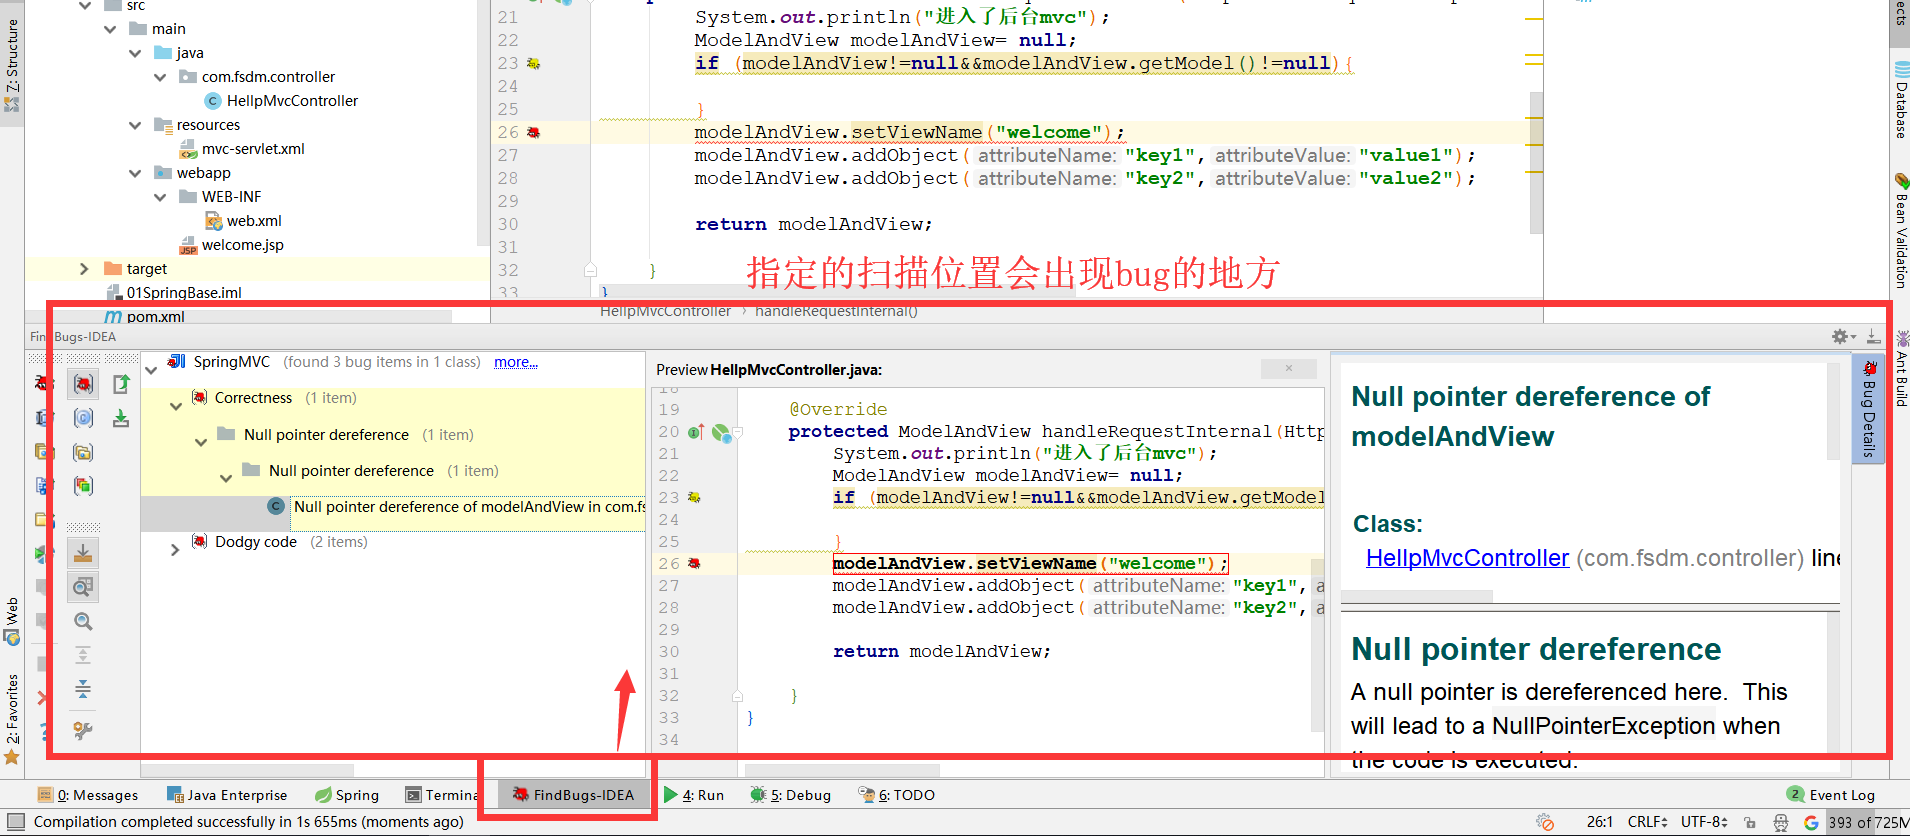 src
main
java
com.fsdm.controller
HellpMvcController
resources
mvc-servlet.xml
webapp
WEB-INF
web.xml
welcome.jsp
target
01SpringBase.iml
pom.xml
Z: Structure
2: Favorites
Web
21 System.out.println("进入了后台mvc");
22 ModelAndView modelAndView= null;
23 if (modelAndView!=null&&modelAndView.getModel()!=null){
24
25 }
26 modelAndView.setViewName("welcome");
27 modelAndView.addObject( attributeName: "key1", attributeValue: "value1");
28 modelAndView.addObject( attributeName: "key2", attributeValue: "value2");
29
30 return modelAndView;
31
32 }
33 }
指定的扫描位置会出现bug的地方
HellpMvcController › handleRequestInternal()
Database
Bean Validation
Ant Build
FindBugs-IDEA
SpringMVC (found 3 bug items in 1 class) more...
Correctness (1 item)
Null pointer dereference (1 item)
Null pointer dereference (1 item)
Null pointer dereference of modelAndView in com.fs
Dodgy code (2 items)
Preview HellpMvcController.java:
19 @Override
20 protected ModelAndView handleRequestInternal(Http
21 System.out.println("进入了后台mvc");
22 ModelAndView modelAndView= null;
23 if (modelAndView!=null&&modelAndView.getModel
24
25 }
26 modelAndView.setViewName("welcome");
27 modelAndView.addObject( attributeName: "key1", a
28 modelAndView.addObject( attributeName: "key2", a
29
30 return modelAndView;
31
32 }
33 }
34
Null pointer dereference of
modelAndView
Class:
HellpMvcController (com.fsdm.controller) line
Null pointer dereference
A null pointer is dereferenced here. This
will lead to a NullPointerException when
the code is executed.
Bug Details
0: Messages Java Enterprise Spring Termina FindBugs-IDEA 4: Run 5: Debug 6: TODO 2 Event Log
Compilation completed successfully in 1s 655ms (moments ago) 26:1 CRLF UTF-8 393 of 725M